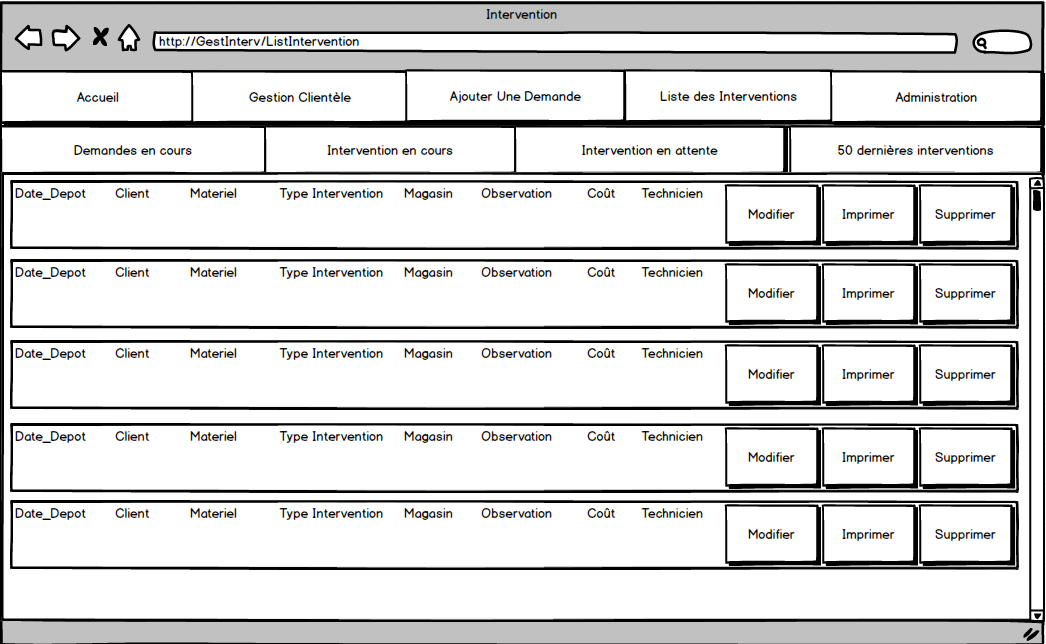 Intervention
http://GestInterv/ListIntervention
Accueil Gestion Clientèle Ajouter Une Demande Liste des Interventions Administration
Demandes en cours Intervention en cours Intervention en attente 50 dernières interventions
Date_Depot Client Materiel Type Intervention Magasin Observation Coût Technicien
Modifier Imprimer Supprimer
Date_Depot Client Materiel Type Intervention Magasin Observation Coût Technicien
Modifier Imprimer Supprimer
Date_Depot Client Materiel Type Intervention Magasin Observation Coût Technicien
Modifier Imprimer Supprimer
Date_Depot Client Materiel Type Intervention Magasin Observation Coût Technicien
Modifier Imprimer Supprimer
Date_Depot Client Materiel Type Intervention Magasin Observation Coût Technicien
Modifier Imprimer Supprimer